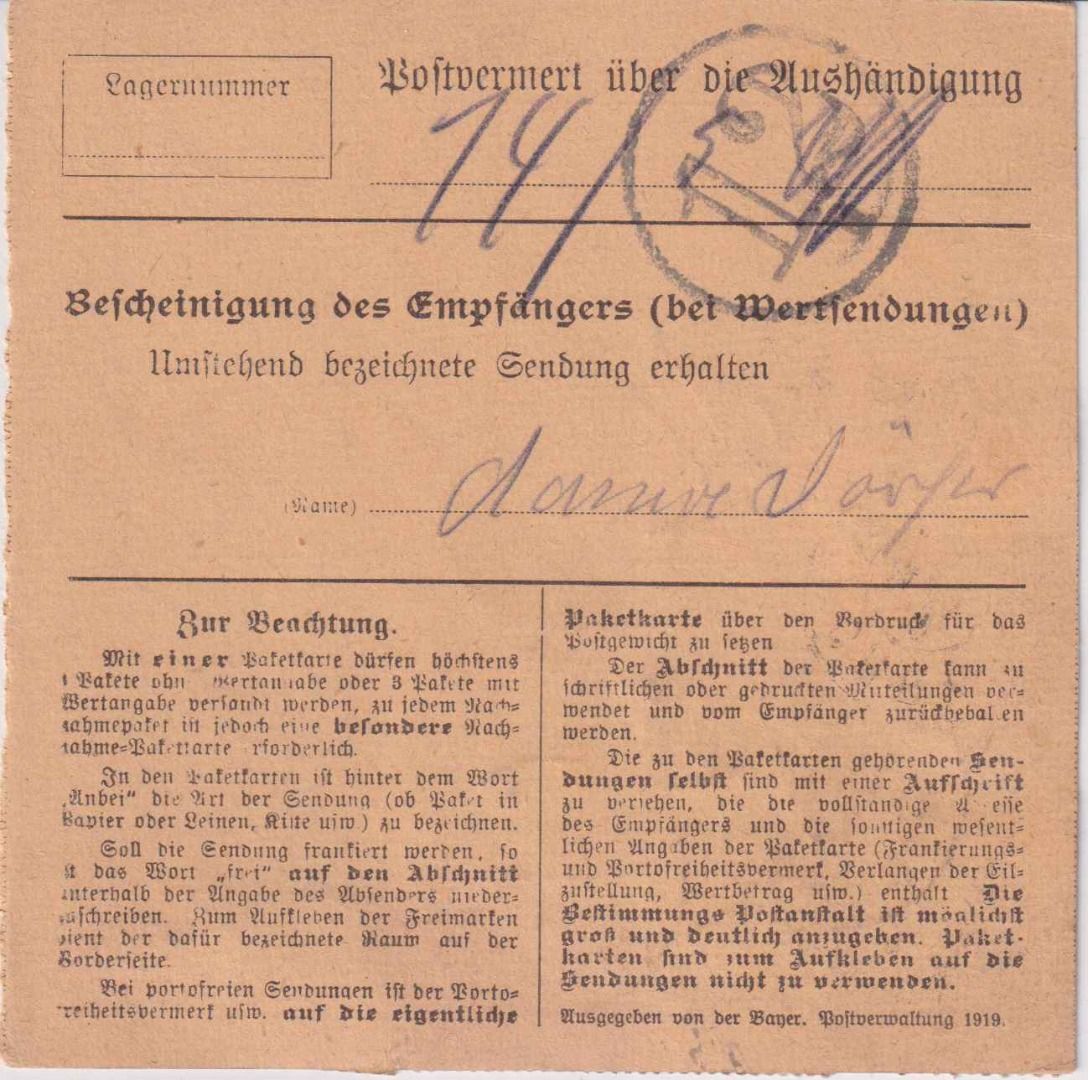 Lagernummer
Postvermerk über die Aushändigung
14/
Bescheinigung des Empfängers (bei Wertsendungen)
Umstehend bezeichnete Sendung erhalten
(Name)
Zur Beachtung.
Mit einer Paketkarte dürfen höchstens
Pakete ohn Wertangabe oder 3 Pakete mit
Wertangabe versandt werden, zu jedem Nach=
nahmepaket ist jedoch eine besondere Nach=
nahme=Paketkarte erforderlich.
In den Paketkarten ist hinter dem Wort
„Anbei“ die Art der Sendung (ob Paket in
Papier oder Leinen, Kiste usw.) zu bezeichnen.
Soll die Sendung frankiert werden, so
ist das Wort „frei“ auf den Abschnitt
unterhalb der Angabe des Absenders nieder=
zuschreiben. Zum Aufkleben der Freimarken
dient der dafür bezeichnete Raum auf der
Vorderseite.
Bei portofreien Sendungen ist der Porto=
freiheitsvermerk usw. auf die eigentliche
Paketkarte über den Vordruck für das
Postgewicht zu setzen
Der Abschnitt der Paketkarte kann zu
schriftlichen oder gedruckten Mitteilungen ver=
wendet und vom Empfänger zurückbehalten
werden.
Die zu den Paketkarten gehörenden Sen=
dungen selbst sind mit einer Aufschrift
zu versehen, die die vollständige Adresse
des Empfängers und die sonstigen wesent=
lichen Angaben der Paketkarte (Frankierungs=
und Portofreiheitsvermerk, Verlangen der Eil=
zustellung, Wertbetrag usw.) enthält Die
Bestimmungs Postanstalt ist möglichst
groß und deutlich anzugeben. Paket-
karten sind zum Aufkleben auf die
Sendungen nicht zu verwenden.
Ausgegeben von der Bayer. Postverwaltung 1919.